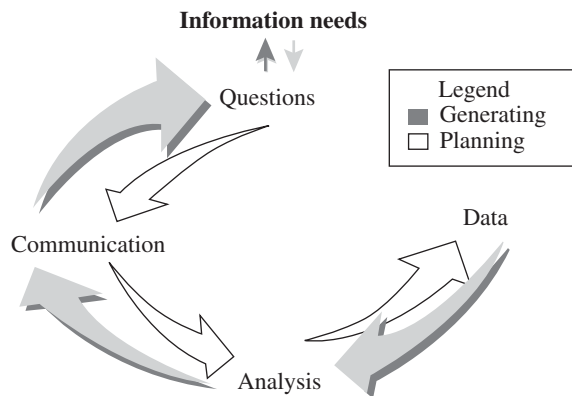 Information needs
Questions
Legend
Generating
Planning
Data
Communication
Analysis